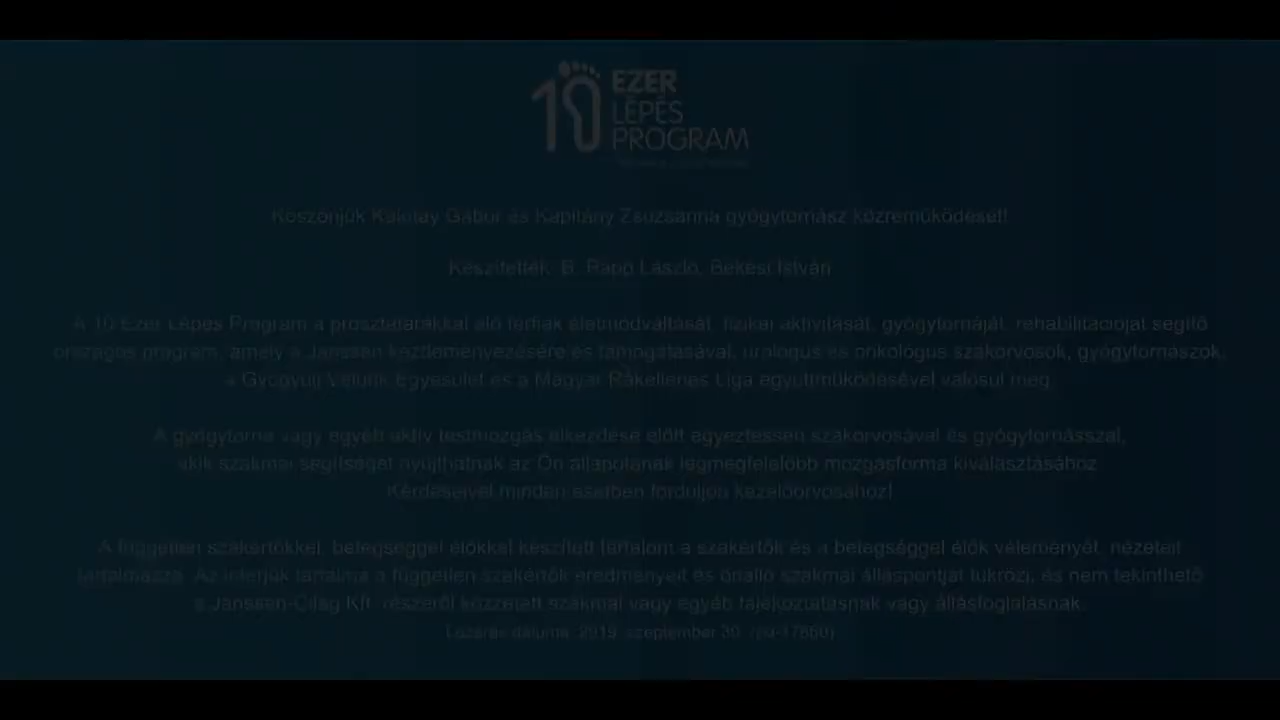 10 EZER
LÉPÉS
PROGRAM
Köszönjük Kalotay Gábor és Kapitány Zsuzsanna gyógytornász közreműködését!
Készítették: B. Papp László, Békési István
A 10 Ezer Lépés Program a prosztatarákkal élő férfiak életmódváltását, fizikai aktivitását, gyógytornáját, rehabilitációját segítő
országos program, amely a Janssen kezdeményezésére és támogatásával, urológus és onkológus szakorvosok, gyógytornászok,
a Gyógyulj Velünk Egyesület és a Magyar Rákellenes Liga együttműködésével valósul meg.
A gyógytorna vagy egyéb aktív testmozgás elkezdése előtt egyeztessen szakorvosával és gyógytornásszal,
akik szakmai segítséget nyújthatnak az Ön állapotának legmegfelelőbb mozgásforma kiválasztásához.
Kérdéseivel minden esetben forduljon kezelőorvosához!
A független szakértőkkel, betegséggel élőkkel készített tartalom a szakértők és a betegséggel élők véleményét, nézeteit
tartalmazza. Az interjúk tartalma a független szakértők eredményeit és önálló szakmai álláspontját tükrözi, és nem tekinthető
a Janssen-Cilag Kft. részéről közzétett szakmai vagy egyéb tájékoztatásnak vagy állásfoglalásnak.
Lezárás dátuma: 2019. szeptember 30.